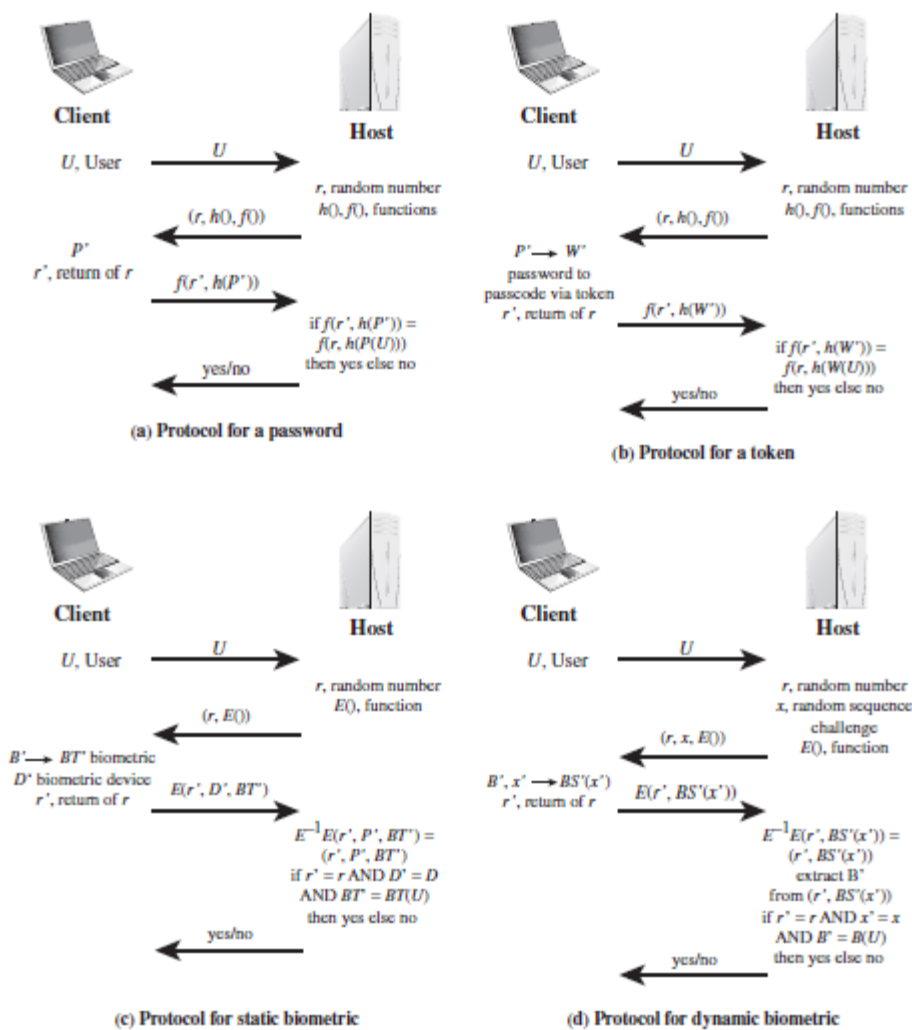 Client
Host
U, User
U
r, random number
h(), f(), functions
(r, h(), f())
P'
r', return of r
f(r', h(P'))
if f(r', h(P')) =
f(r, h(P(U)))
then yes else no
yes/no
(a) Protocol for a password
Client
Host
U, User
U
r, random number
h(), f(), functions
(r, h(), f())
P' → W'
password to
passcode via token
r', return of r
f(r', h(W'))
if f(r', h(W')) =
f(r, h(W(U)))
then yes else no
yes/no
(b) Protocol for a token
Client
Host
U, User
U
r, random number
E(), function
(r, E())
B' → BT' biometric
D' biometric device
r', return of r
E(r', D', BT')
E⁻¹E(r', P', BT') =
(r', P', BT')
if r' = r AND D' = D
AND BT' = BT(U)
then yes else no
yes/no
(c) Protocol for static biometric
Client
Host
U, User
U
r, random number
x, random sequence
challenge
E(), function
(r, x, E())
B', x' → BS'(x')
r', return of r
E(r', BS'(x'))
E⁻¹E(r', BS'(x')) =
(r', BS'(x'))
extract B'
from (r', BS'(x'))
if r' = r AND x' = x
AND B' = B(U)
then yes else no
yes/no
(d) Protocol for dynamic biometric